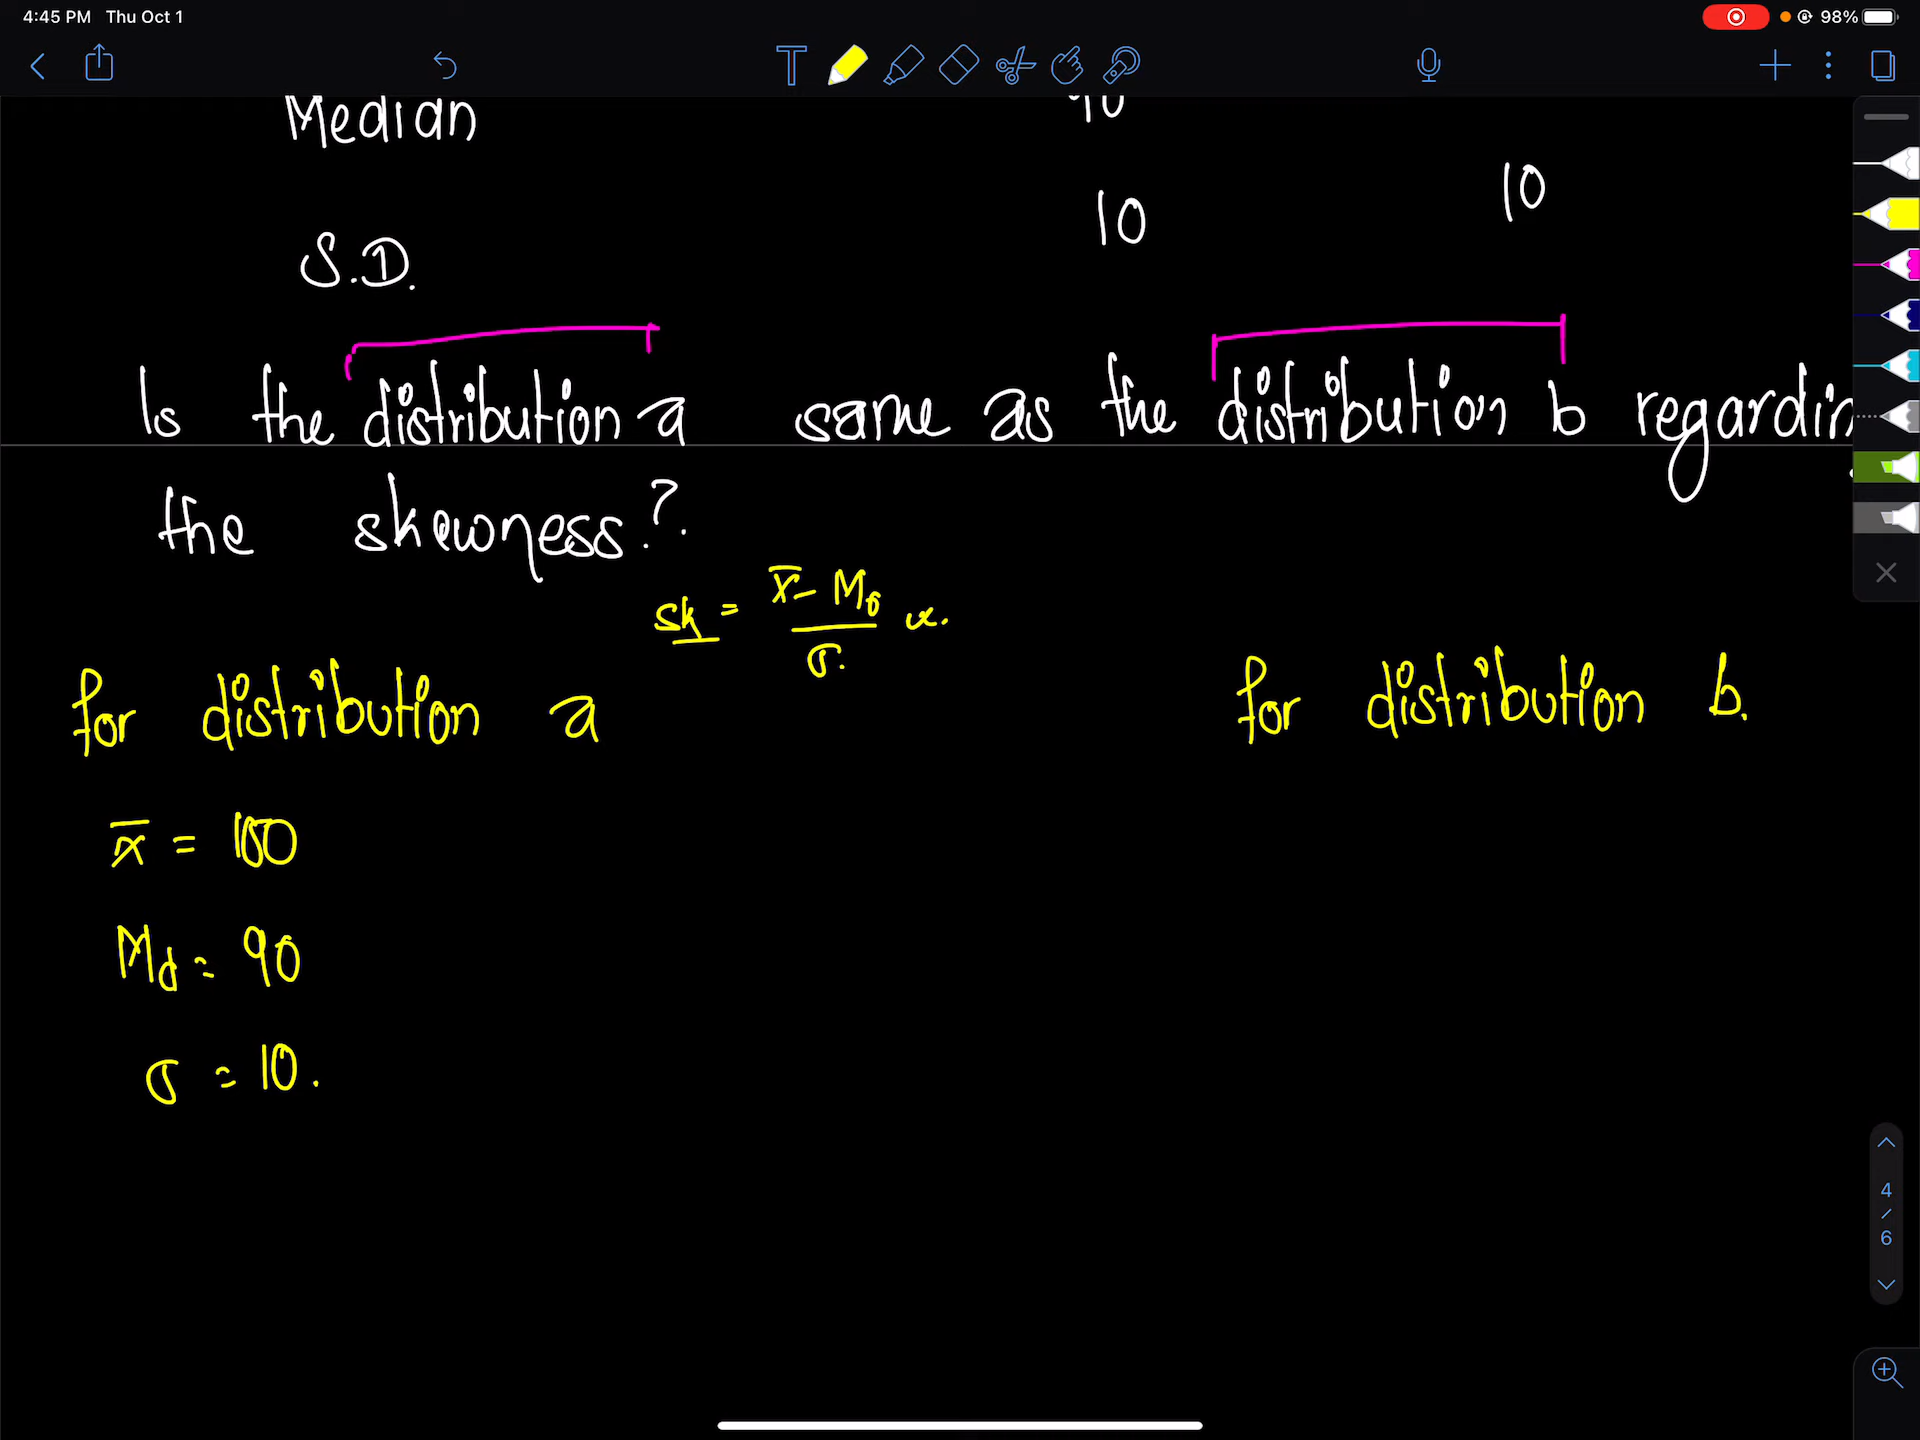 4:45 PM Thu Oct 1
98%
T
Median
10 10
S.D.
Is the distribution a same as the distribution b regardin
the skewness?
sk = x̄ - Mo
σ.
for distribution a for distribution b.
x̄ = 100
Md = 90
σ = 10.
4
/
6